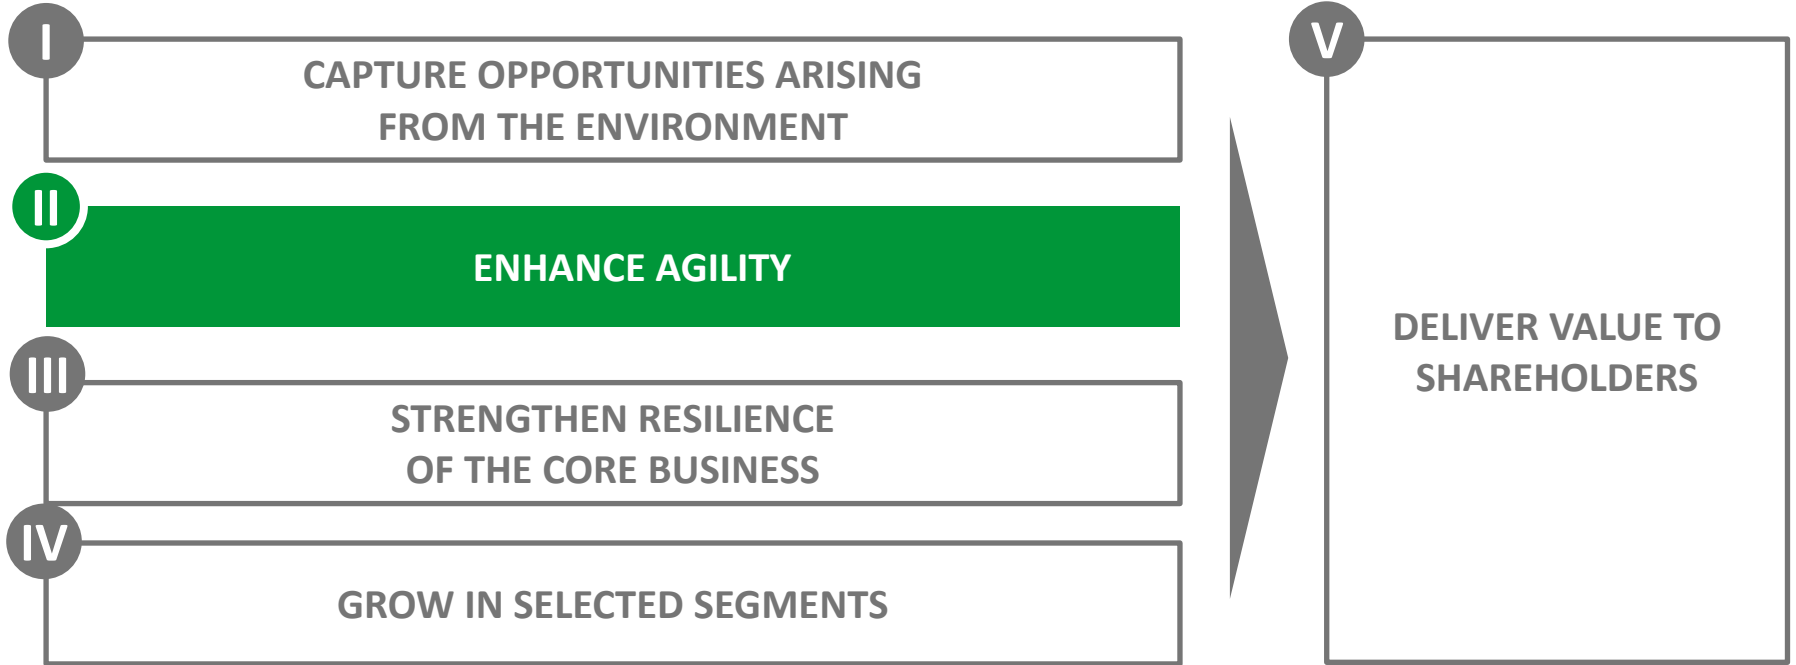 I
CAPTURE OPPORTUNITIES ARISING
FROM THE ENVIRONMENT
II
ENHANCE AGILITY
III
STRENGTHEN RESILIENCE
OF THE CORE BUSINESS
IV
GROW IN SELECTED SEGMENTS
V
DELIVER VALUE TO
SHAREHOLDERS